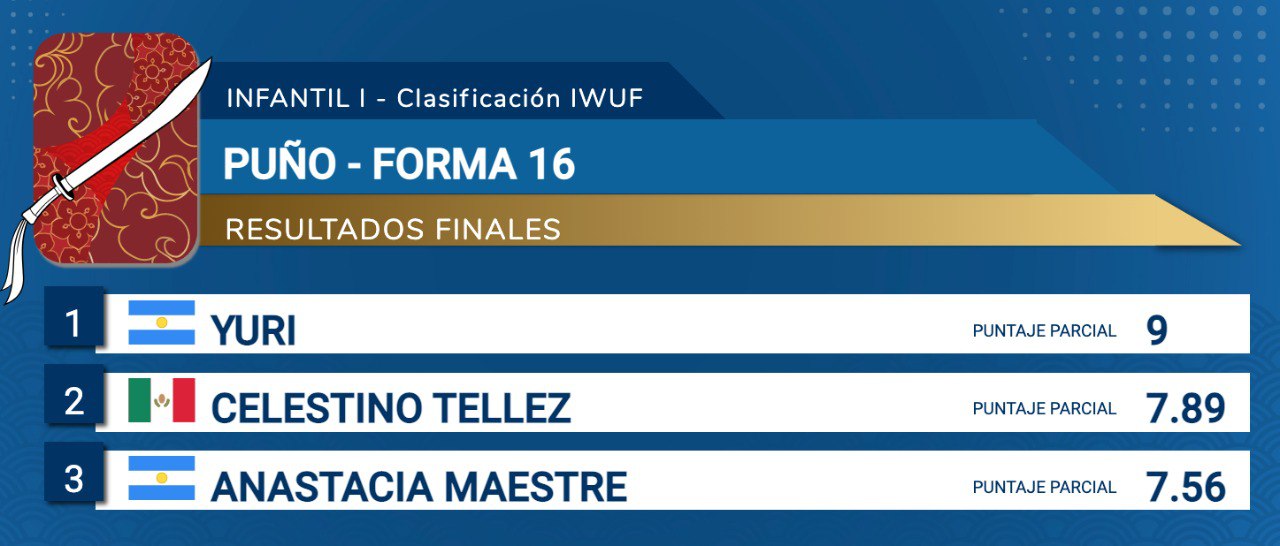 INFANTIL I - Clasificación IWUF
PUÑO - FORMA 16
RESULTADOS FINALES
1 YURI PUNTAJE PARCIAL 9
2 CELESTINO TELLEZ PUNTAJE PARCIAL 7.89
3 ANASTACIA MAESTRE PUNTAJE PARCIAL 7.56